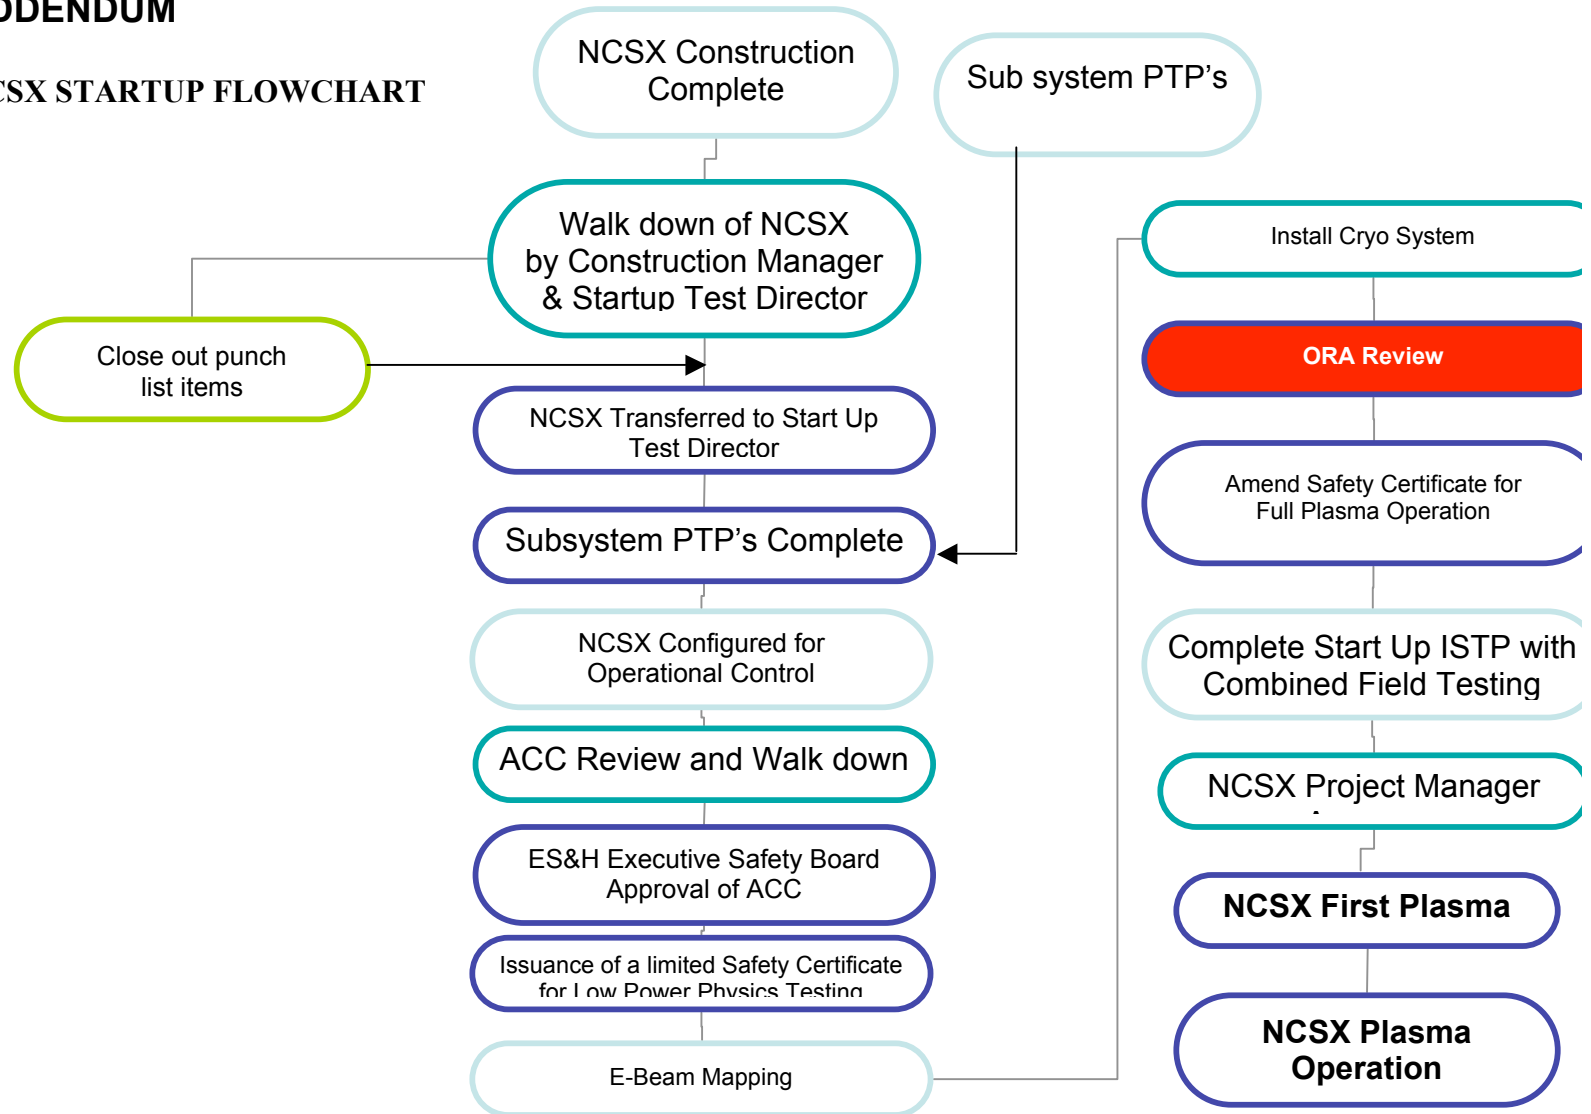 DDENDUM
CSX STARTUP FLOWCHART
NCSX Construction
Complete
Sub system PTP's
Walk down of NCSX
by Construction Manager
& Startup Test Director
Close out punch
list items
NCSX Transferred to Start Up
Test Director
Subsystem PTP's Complete
NCSX Configured for
Operational Control
ACC Review and Walk down
ES&H Executive Safety Board
Approval of ACC
Issuance of a limited Safety Certificate
for Low Power Physics Testing
E-Beam Mapping
Install Cryo System
ORA Review
Amend Safety Certificate for
Full Plasma Operation
Complete Start Up ISTP with
Combined Field Testing
NCSX Project Manager
NCSX First Plasma
NCSX Plasma
Operation